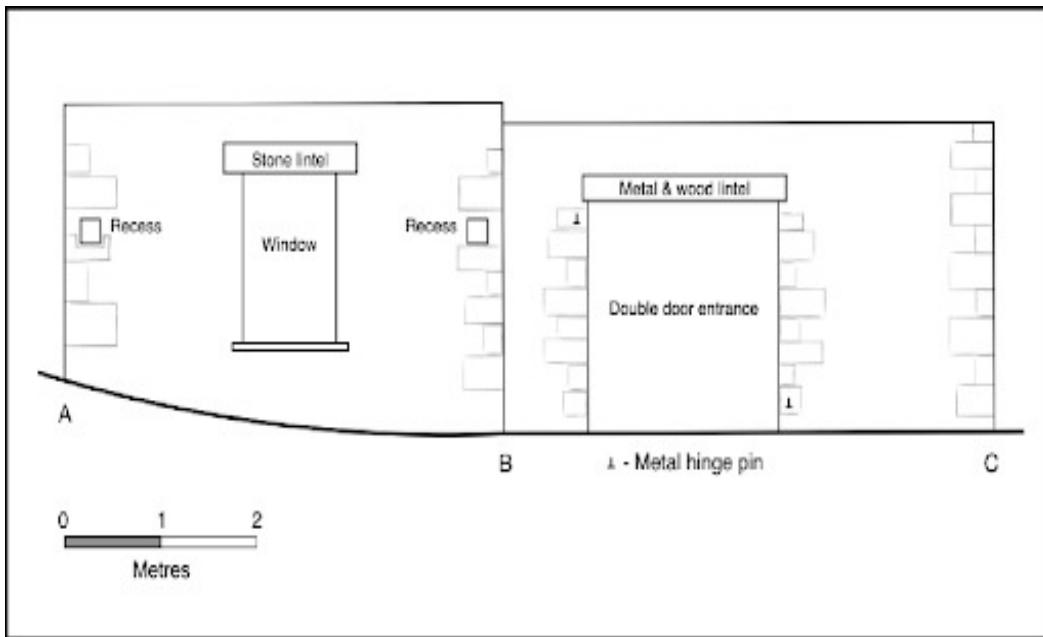 Stone lintel
Metal & wood lintel
Recess
Recess
Window
Double door entrance
A
B
C
⊥ - Metal hinge pin
0 1 2
Metres